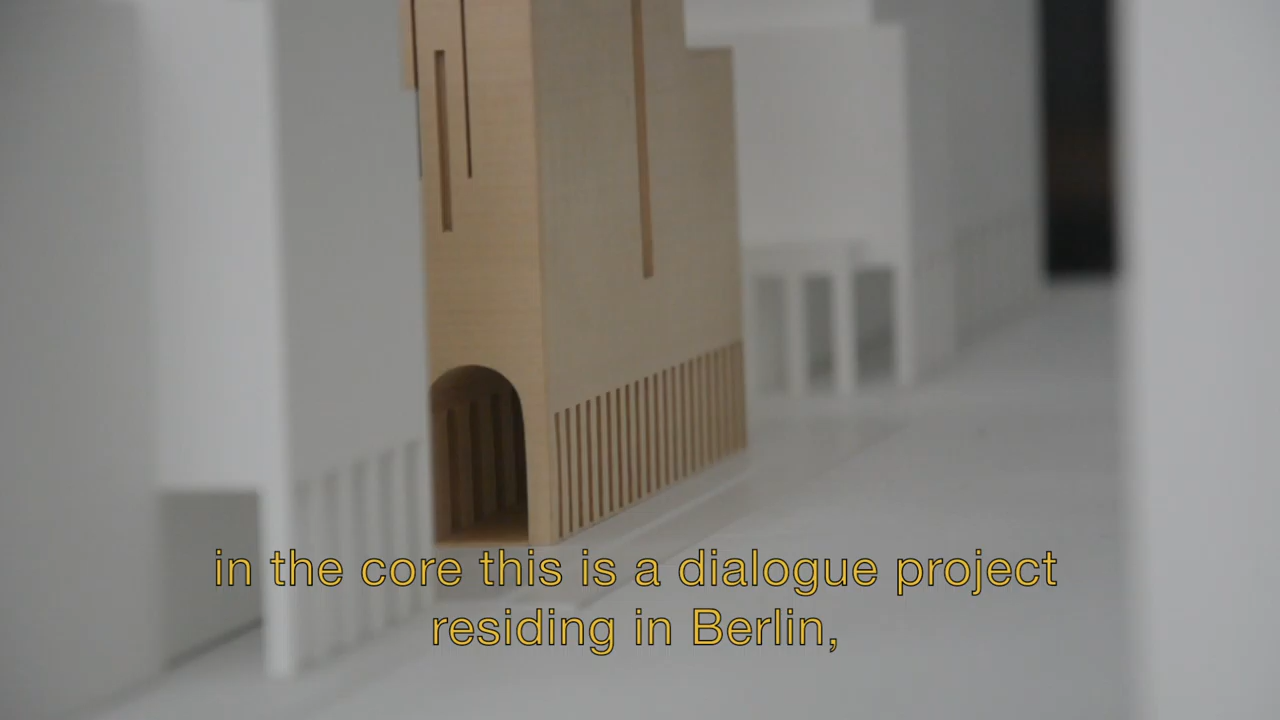 in the core this is a dialogue project
residing in Berlin,